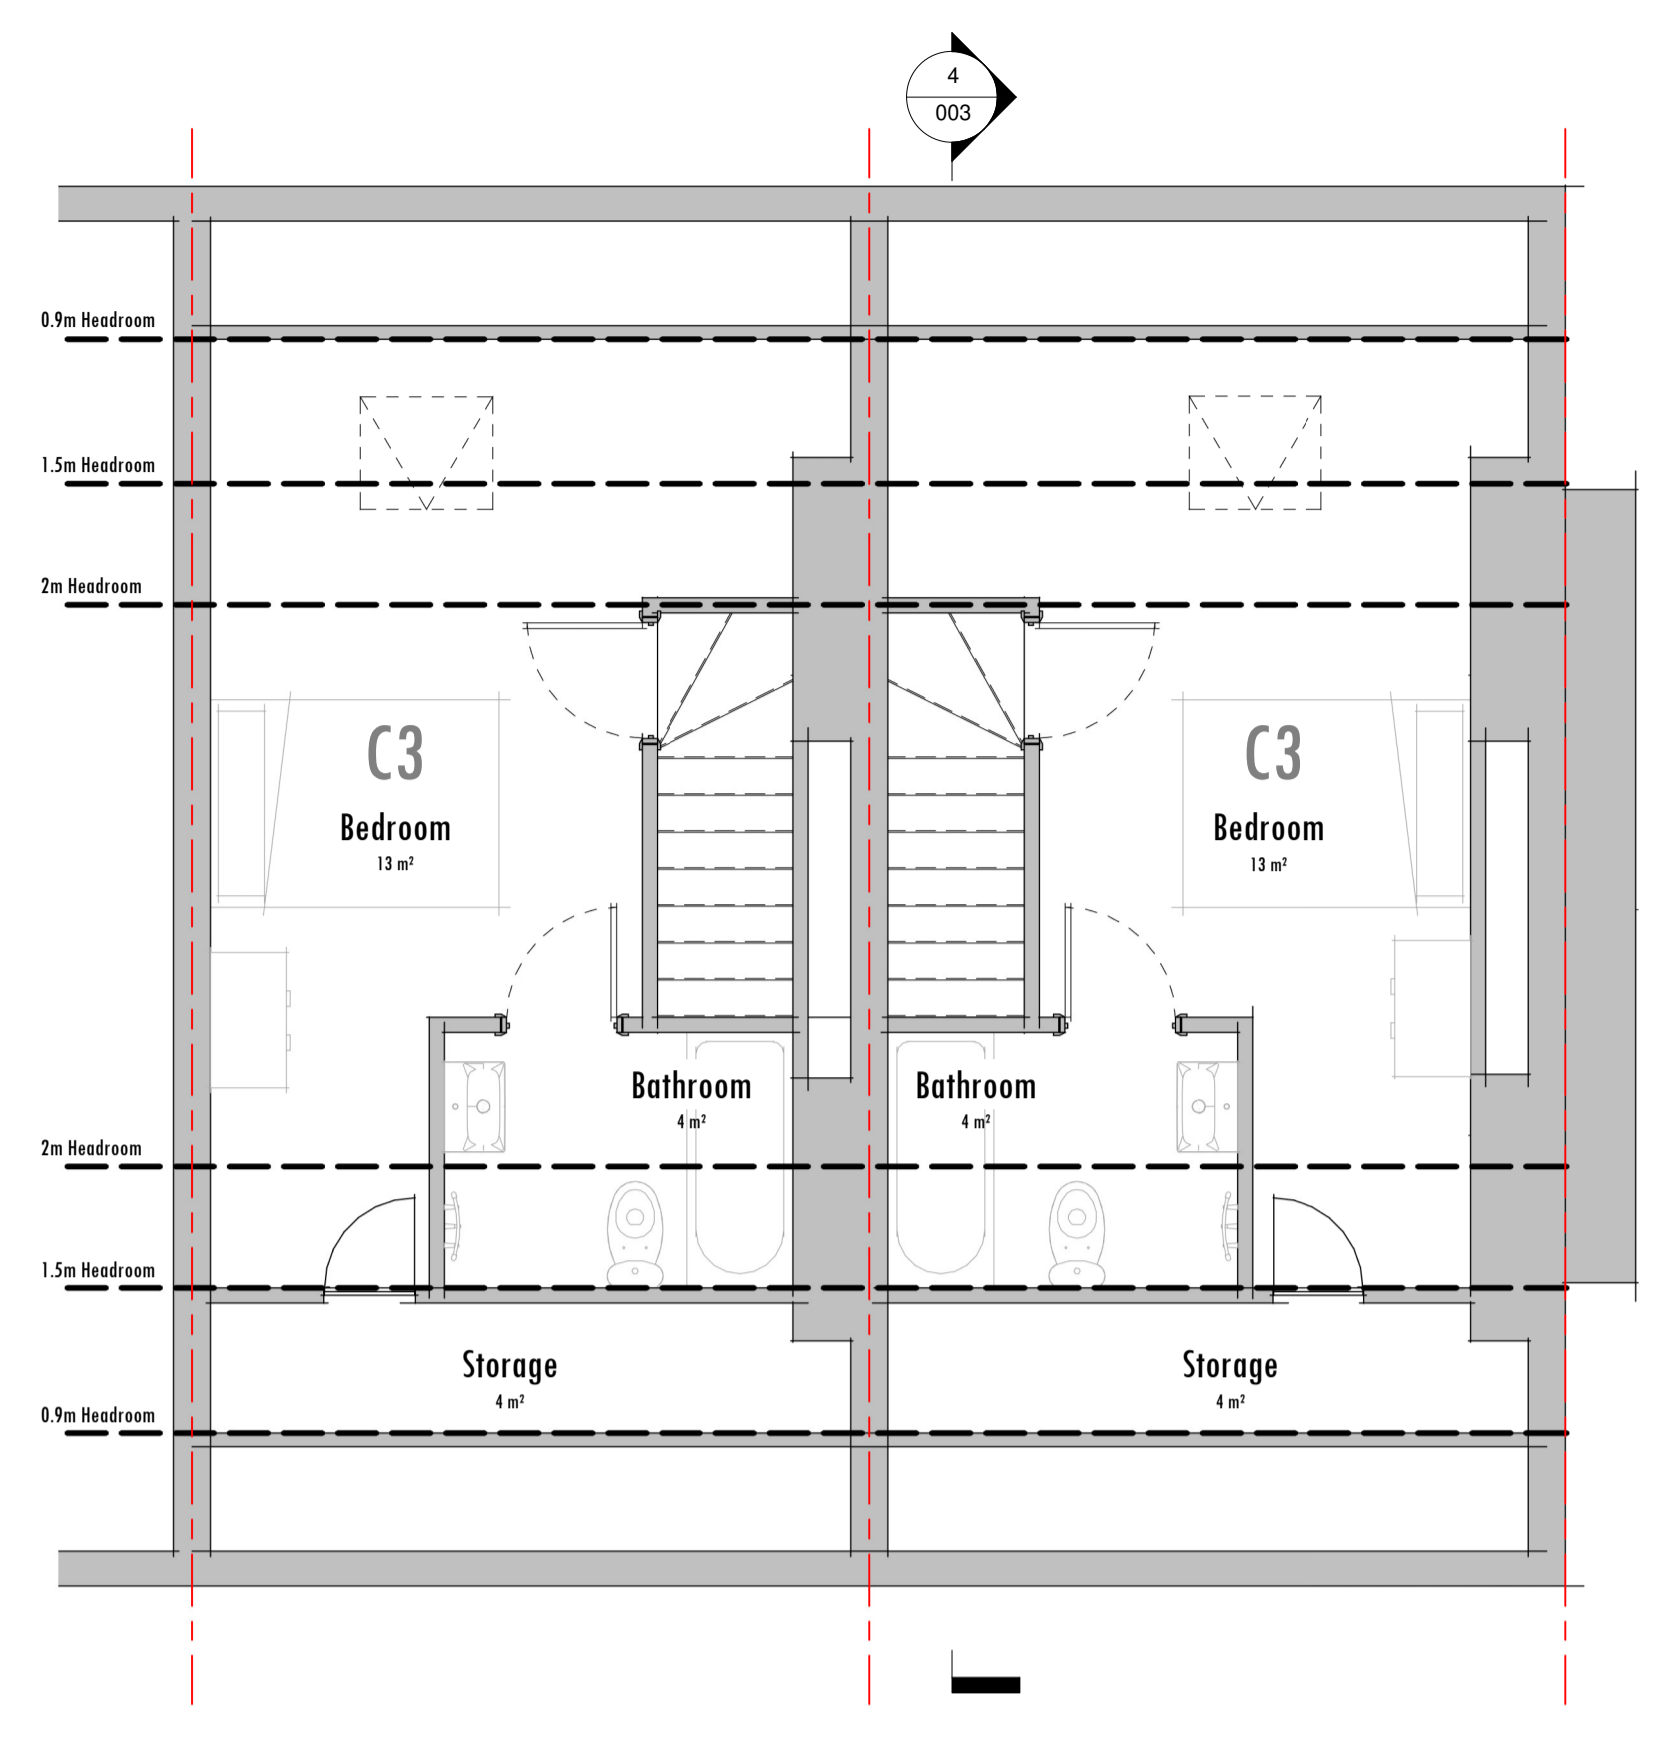 4
003
0.9m Headroom
1.5m Headroom
2m Headroom
C3
Bedroom
13 m²
C3
Bedroom
13 m²
Bathroom
4 m²
Bathroom
4 m²
2m Headroom
1.5m Headroom
Storage
4 m²
Storage
4 m²
0.9m Headroom